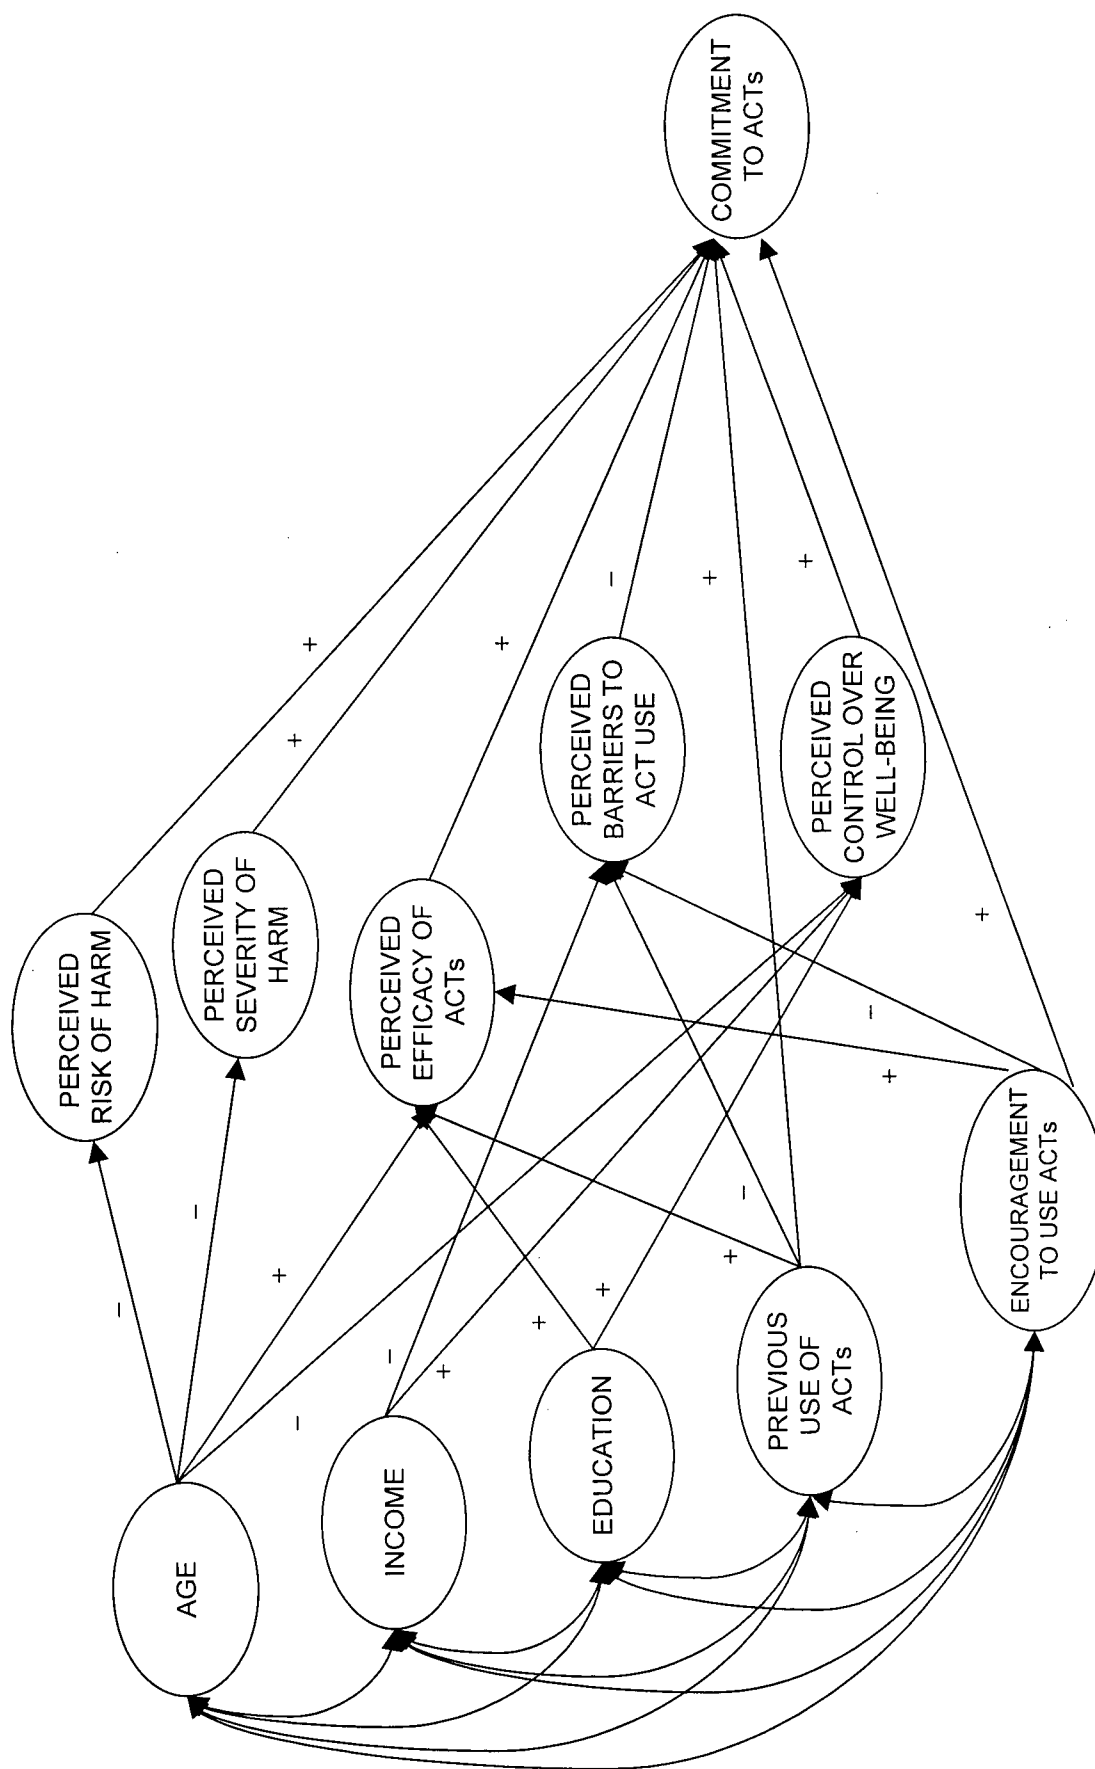 AGE
INCOME
EDUCATION
PREVIOUS
USE OF
ACTs
ENCOURAGEMENT
TO USE ACTs
–
–
+
–
–
+
+
+
+
–
+
–
PERCEIVED
RISK OF HARM
PERCEIVED
SEVERITY OF
HARM
PERCEIVED
EFFICACY OF
ACTs
PERCEIVED
BARRIERS TO
ACT USE
PERCEIVED
CONTROL OVER
WELL-BEING
+
+
+
–
+
+
+
COMMITMENT
TO ACTs